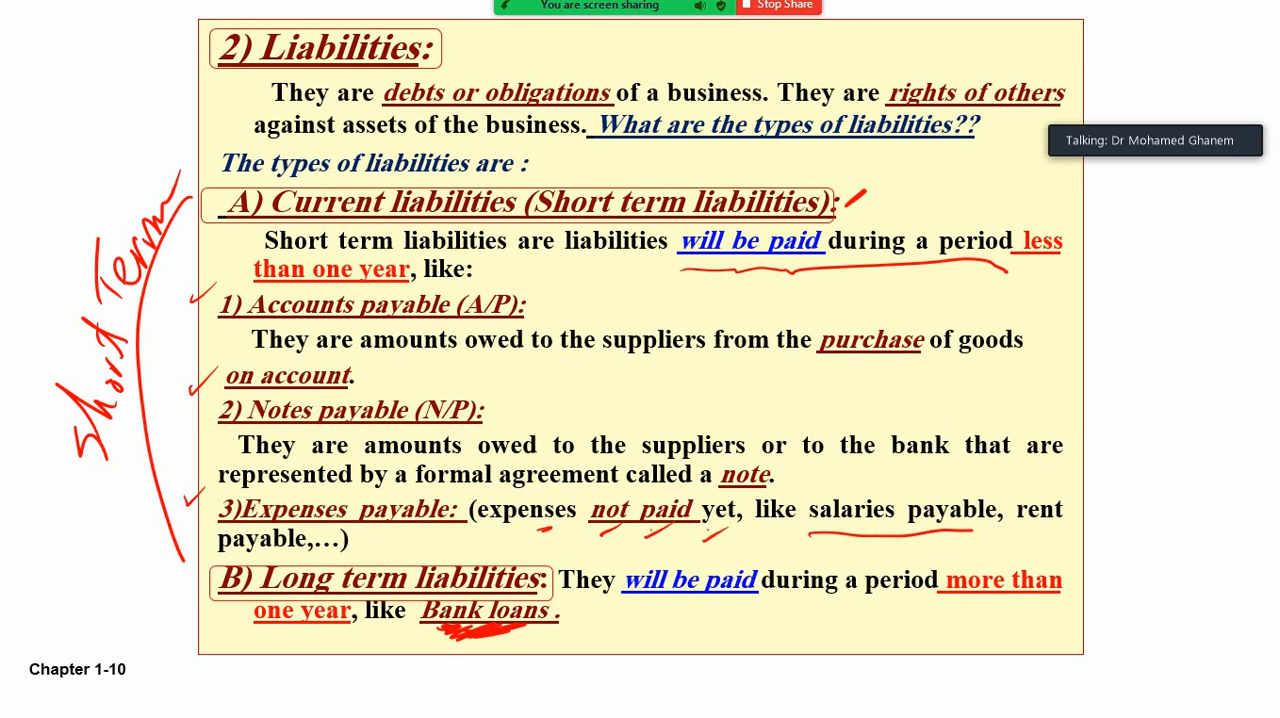 You are screen sharing Stop Share
2) Liabilities:
They are debts or obligations of a business. They are rights of others
against assets of the business. What are the types of liabilities??
Talking: Dr Mohamed Ghanem
The types of liabilities are :
A) Current liabilities (Short term liabilities):
Short term liabilities are liabilities will be paid during a period less
than one year, like:
1) Accounts payable (A/P):
They are amounts owed to the suppliers from the purchase of goods
on account.
2) Notes payable (N/P):
They are amounts owed to the suppliers or to the bank that are
represented by a formal agreement called a note.
3)Expenses payable: (expenses not paid yet, like salaries payable, rent
payable,…)
B) Long term liabilities: They will be paid during a period more than
one year, like Bank loans .
Short Term
Chapter 1-10